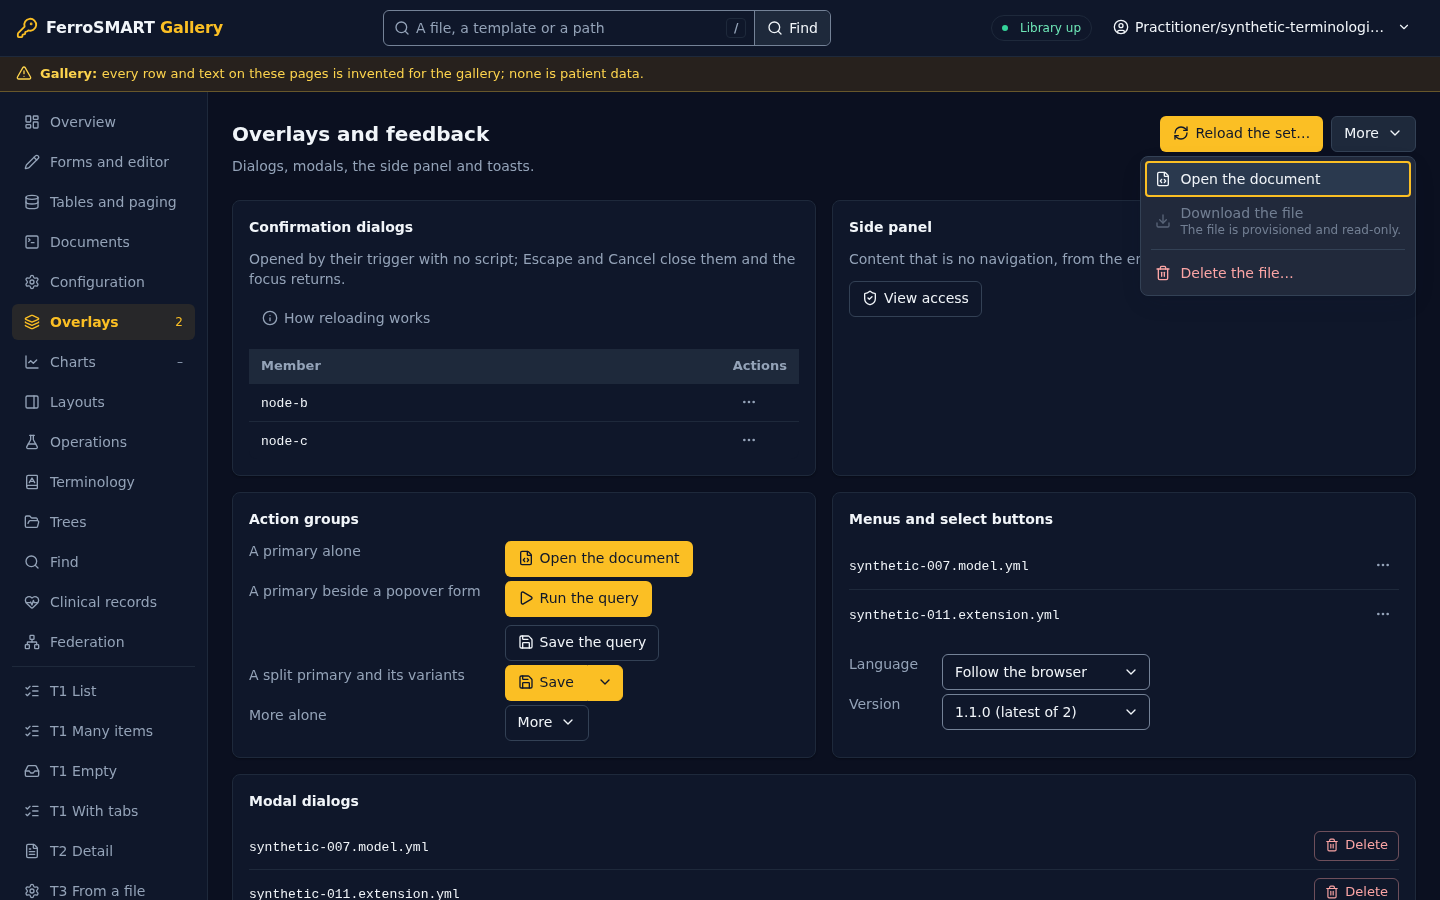 FerroSMART Gallery
A file, a template or a path
/
Find
Library up
Practitioner/synthetic-terminologi…
Gallery: every row and text on these pages is invented for the gallery; none is patient data.
Overview
Forms and editor
Tables and paging
Documents
Configuration
Overlays
2
Charts
–
Layouts
Operations
Terminology
Trees
Find
Clinical records
Federation
T1 List
T1 Many items
T1 Empty
T1 With tabs
T2 Detail
T3 From a file
Overlays and feedback
Dialogs, modals, the side panel and toasts.
Reload the set…
More
Open the document
Download the file
The file is provisioned and read-only.
Delete the file…
Confirmation dialogs
Opened by their trigger with no script; Escape and Cancel close them and the
focus returns.
How reloading works
Member
Actions
node-b
node-c
Side panel
Content that is no navigation, from the
View access
Action groups
A primary alone
Open the document
A primary beside a popover form
Run the query
Save the query
A split primary and its variants
Save
More alone
More
Menus and select buttons
synthetic-007.model.yml
synthetic-011.extension.yml
Language
Follow the browser
Version
1.1.0 (latest of 2)
Modal dialogs
synthetic-007.model.yml
Delete
synthetic-011.extension.yml
Delete